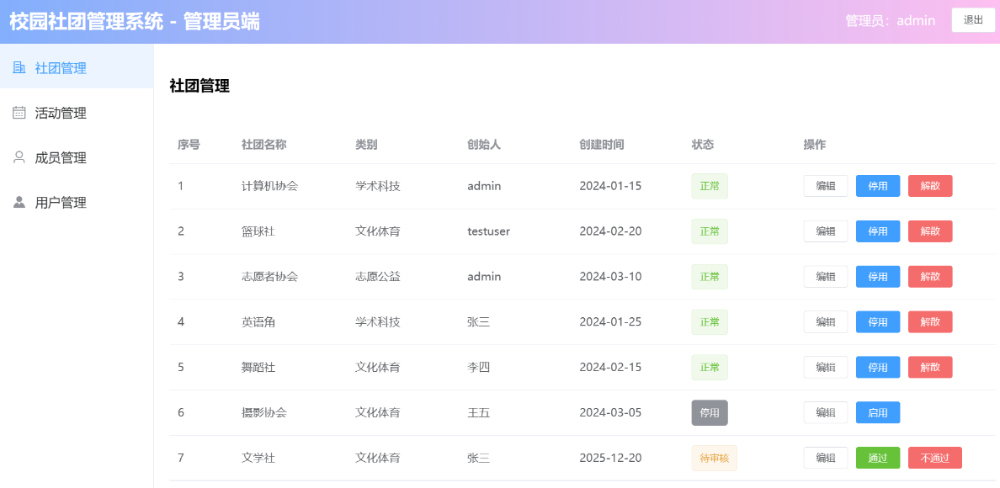 校园社团管理系统 - 管理员端 管理员：admin 退出
社团管理
活动管理
成员管理
用户管理
社团管理
序号 社团名称 类别 创始人 创建时间 状态 操作
1 计算机协会 学术科技 admin 2024-01-15 正常 编辑 停用 解散
2 篮球社 文化体育 testuser 2024-02-20 正常 编辑 停用 解散
3 志愿者协会 志愿公益 admin 2024-03-10 正常 编辑 停用 解散
4 英语角 学术科技 张三 2024-01-25 正常 编辑 停用 解散
5 舞蹈社 文化体育 李四 2024-02-15 正常 编辑 停用 解散
6 摄影协会 文化体育 王五 2024-03-05 停用 编辑 启用
7 文学社 文化体育 张三 2025-12-20 待审核 编辑 通过 不通过